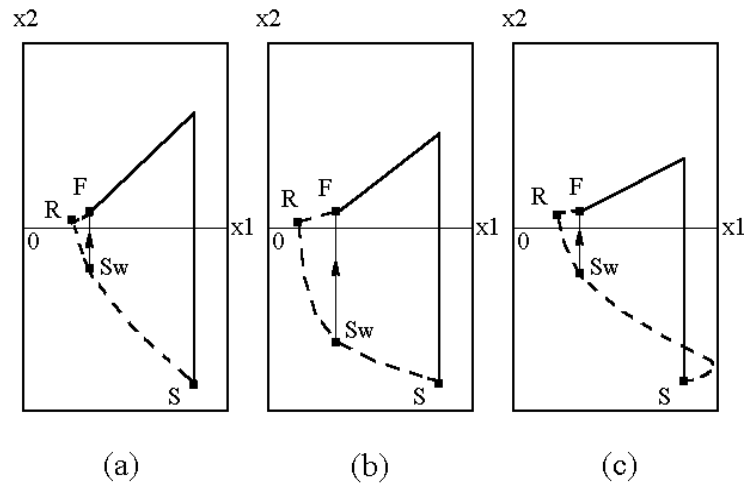 x2 x2 x2
F F F
R R R
x1 x1 x1
0 0 0
Sw Sw Sw
S S S
(a) (b) (c)